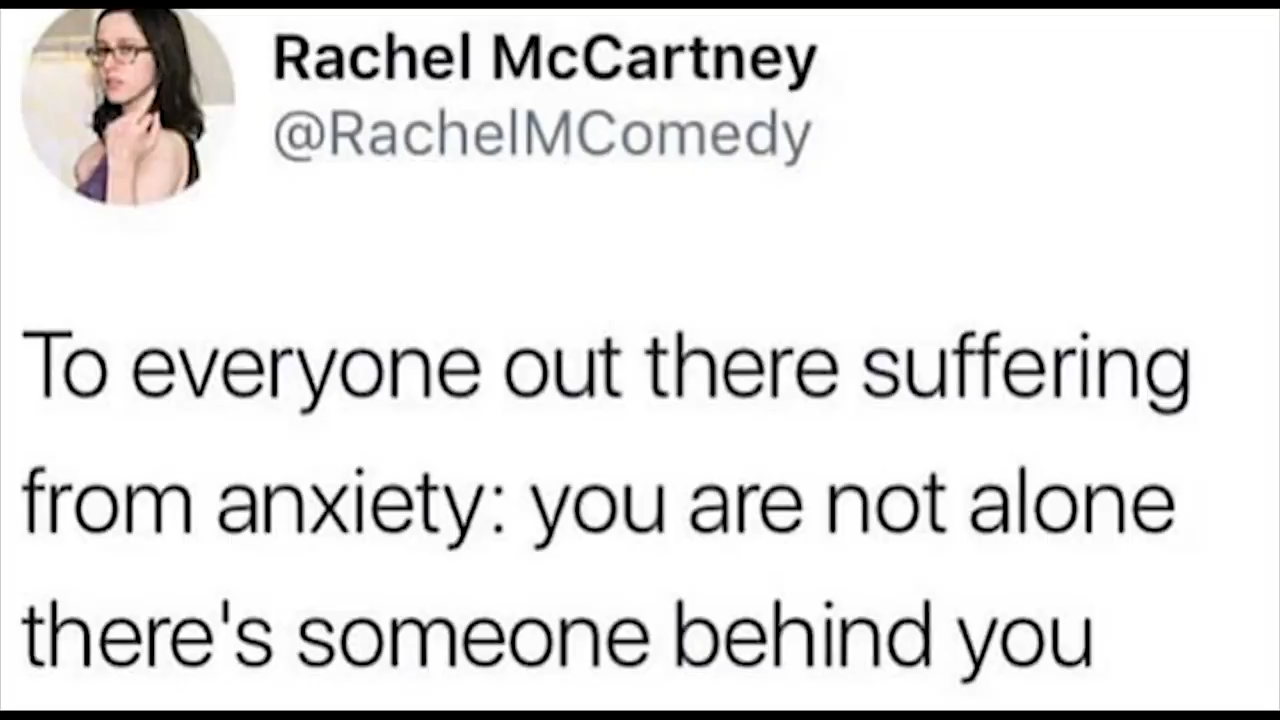 Rachel McCartney
@RachelMComedy
To everyone out there suffering
from anxiety: you are not alone
there's someone behind you